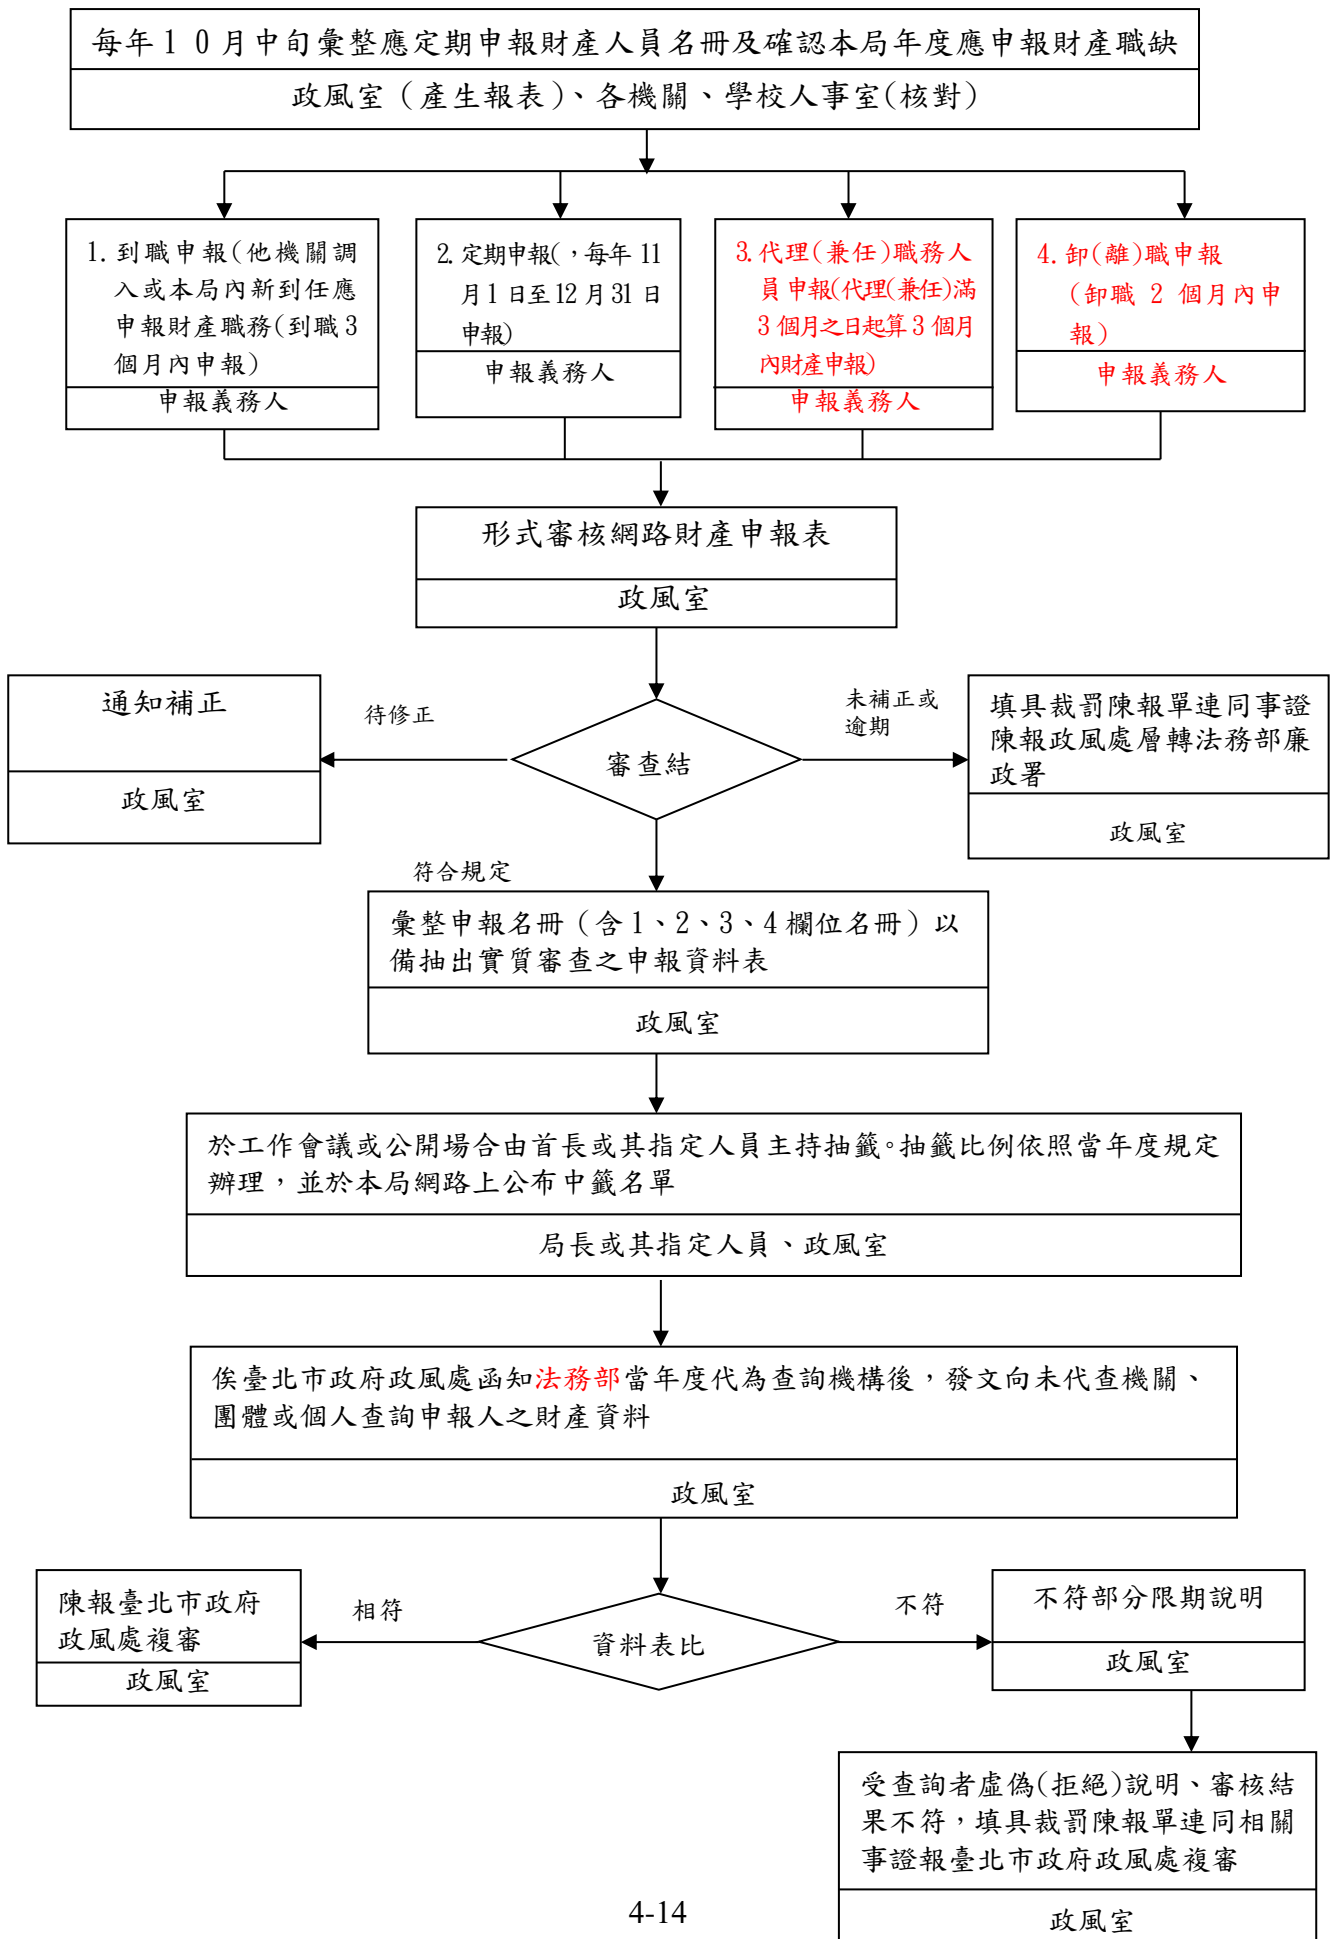 每年10月中旬彙整應定期申報財產人員名冊及確認本局年度應申報財產職缺
政風室（產生報表）、各機關、學校人事室(核對)
1.到職申報(他機關調
入或本局內新到任應
申報財產職務(到職3
個月內申報)
申報義務人
2.定期申報(，每年11
月1日至12月31日
申報)
申報義務人
3.代理(兼任)職務人
員申報(代理(兼任)滿
3個月之日起算3個月
內財產申報)
申報義務人
4.卸(離)職申報
(卸職 2 個月內申
報)
申報義務人
形式審核網路財產申報表
政風室
通知補正
政風室
待修正
審查結
未補正或
逾期
填具裁罰陳報單連同事證
陳報政風處層轉法務部廉
政署
政風室
符合規定
彙整申報名冊（含1、2、3、4欄位名冊）以
備抽出實質審查之申報資料表
政風室
於工作會議或公開場合由首長或其指定人員主持抽籤。抽籤比例依照當年度規定
辦理，並於本局網路上公布中籤名單
局長或其指定人員、政風室
俟臺北市政府政風處函知法務部當年度代為查詢機構後，發文向未代查機關、
團體或個人查詢申報人之財產資料
政風室
陳報臺北市政府
政風處複審
政風室
相符
資料表比
不符
不符部分限期說明
政風室
受查詢者虛偽(拒絕)說明、審核結
果不符，填具裁罰陳報單連同相關
事證報臺北市政府政風處複審
政風室
4-14